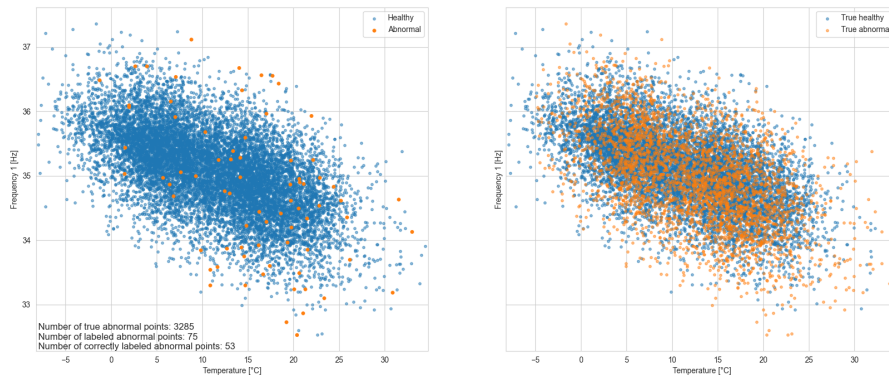 Healthy
Abnormal
37
36
35
34
33
Frequency 1 [Hz]
Number of true abnormal points: 3285
Number of labeled abnormal points: 75
Number of correctly labeled abnormal points: 53
−5 0 5 10 15 20 25 30
Temperature [°C]
True healthy
True abnormal
Frequency 1 [Hz]
−5 0 5 10 15 20 25 30
Temperature [°C]